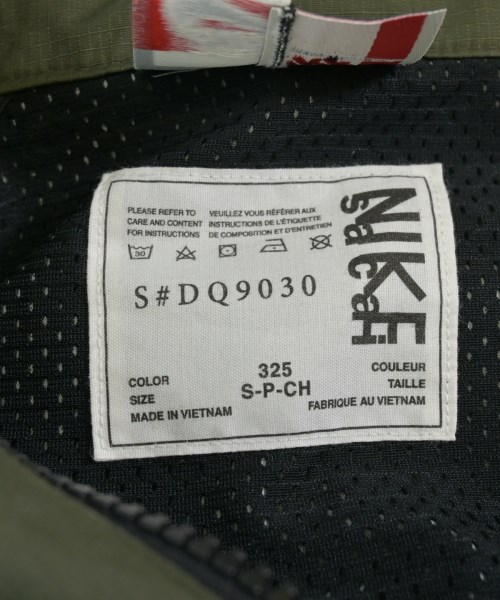 PLEASE REFER TO
CARE AND CONTENT
FOR INSTRUCTIONS
VEUILLEZ VOUS RÉFÉRER AUX
INSTRUCTIONS DE L'ÉTIQUETTE
DE COMPOSITION ET D'ENTRETIEN
30
S#DQ9030
NIKE
sacai
COLOR 325 COULEUR
SIZE S-P-CH TAILLE
MADE IN VIETNAM FABRIQUE AU VIETNAM